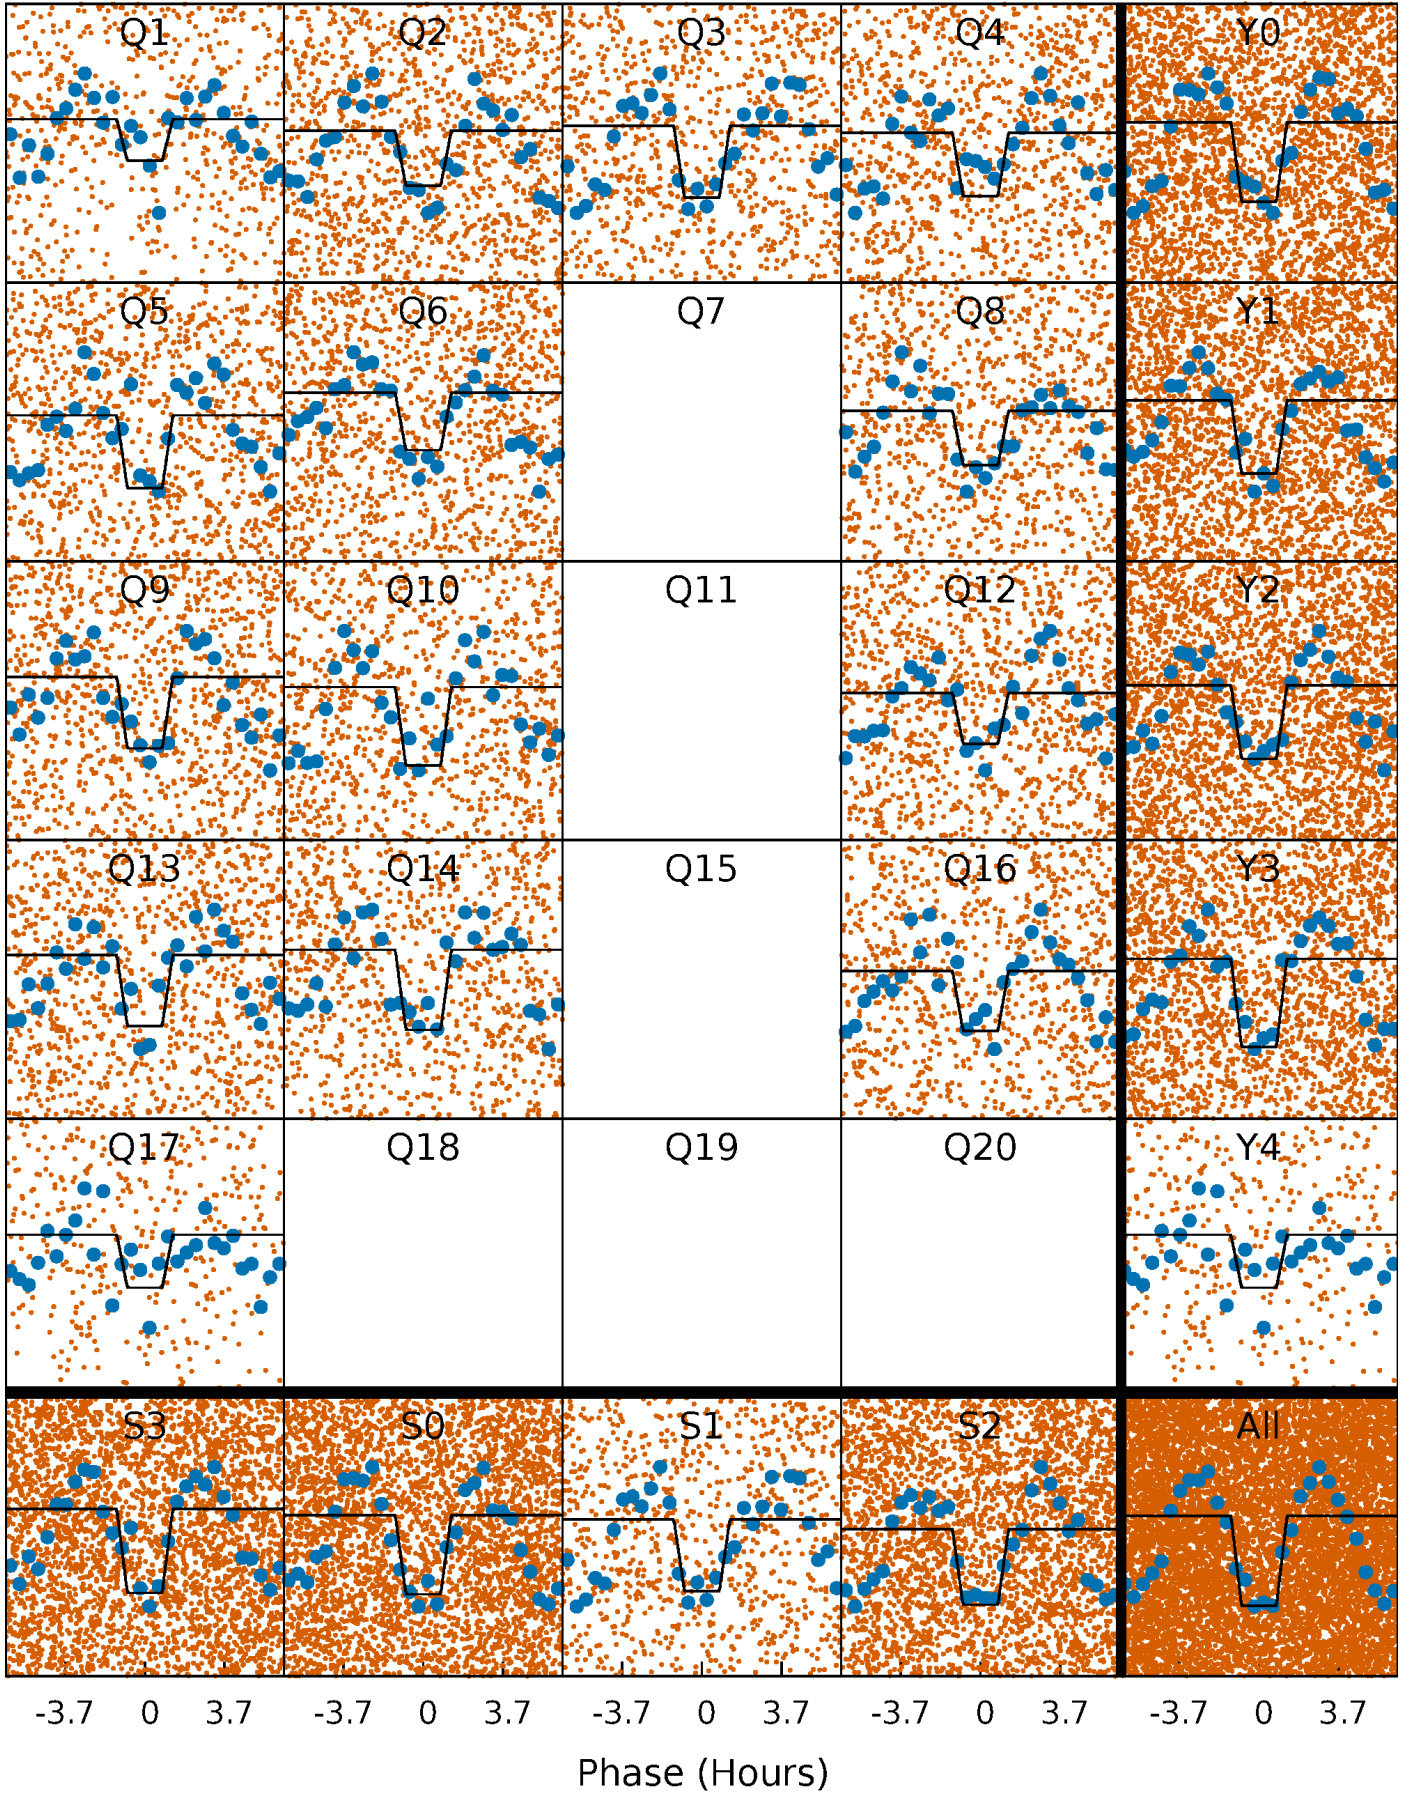 Q1 Q2 Q3 Q4 Y0
Q5 Q6 Q7 Q8 Y1
Q9 Q10 Q11 Q12 Y2
Q13 Q14 Q15 Q16 Y3
Q17 Q18 Q19 Q20 Y4
S3 S0 S1 S2 All
-3.7 0 3.7 -3.7 0 3.7 -3.7 0 3.7 -3.7 0 3.7 -3.7 0 3.7
Phase (Hours)